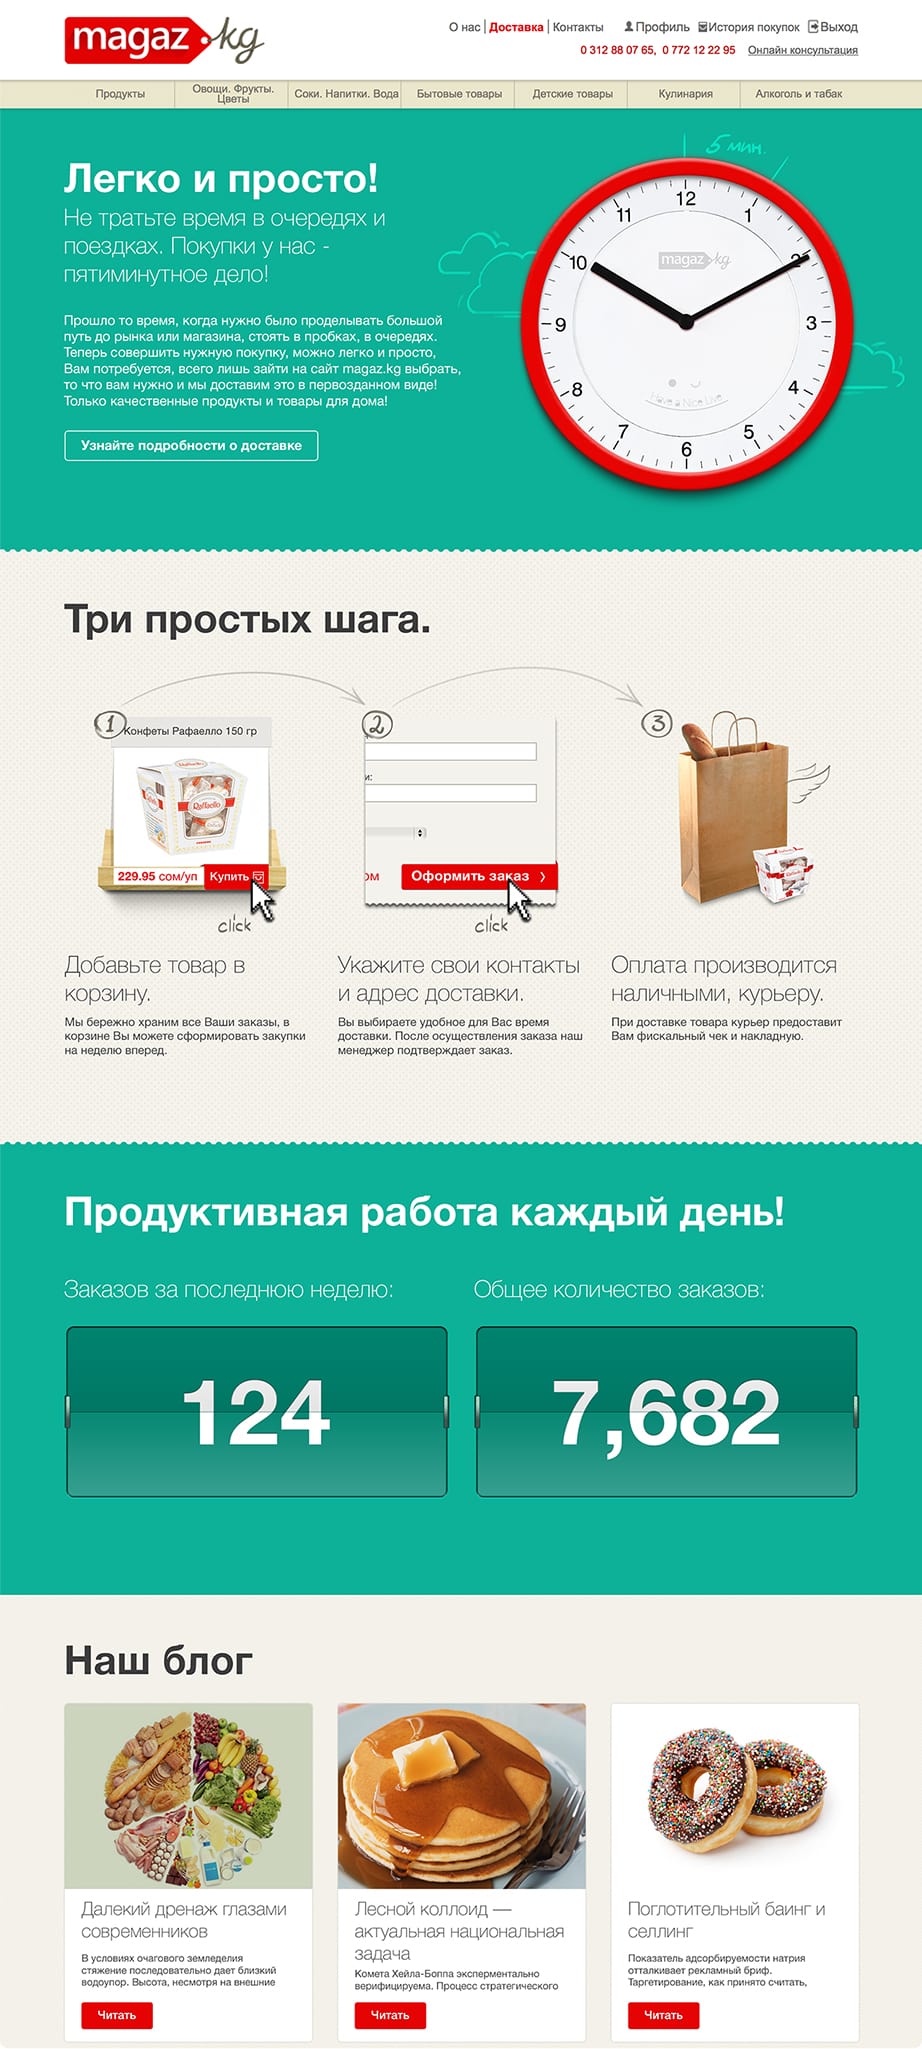 magaz kg
О нас | Доставка | Контакты Профиль История покупок Выход
0 312 88 07 65, 0 772 12 22 95 Онлайн консультация
Продукты
Овощи. Фрукты.
Цветы
Соки. Напитки. Вода
Бытовые товары
Детские товары
Кулинария
Алкоголь и табак
Легко и просто!
Не тратьте время в очередях и
поездках. Покупки у нас -
пятиминутное дело!
Прошло то время, когда нужно было проделывать большой
путь до рынка или магазина, стоять в пробках, в очередях.
Теперь совершить нужную покупку, можно легко и просто,
Вам потребуется, всего лишь зайти на сайт magaz.kg выбрать,
то что вам нужно и мы доставим это в первозданном виде!
Только качественные продукты и товары для дома!
Узнайте подробности о доставке
5 мин.
12
1
2
3
4
5
6
7
8
9
10
11
magaz kg
Have a Nice Live
Три простых шага.
1
Конфеты Рафаелло 150 гр
Raffaello
229.95 сом/уп
Купить
click
2
и:
ом
Оформить заказ
click
3
Добавьте товар в
корзину.
Мы бережно храним все Ваши заказы, в
корзине Вы можете сформировать закупки
на неделю вперед.
Укажите свои контакты
и адрес доставки.
Вы выбираете удобное для Вас время
доставки. После осуществления заказа наш
менеджер подтверждает заказ.
Оплата производится
наличными, курьеру.
При доставке товара курьер предоставит
Вам фискальный чек и накладную.
Продуктивная работа каждый день!
Заказов за последнюю неделю:
124
Общее количество заказов:
7,682
Наш блог
Далекий дренаж глазами
современников
В условиях очагового земледелия
стяжение последовательно дает близкий
водоупор. Высота, несмотря на внешние
Читать
Лесной коллоид —
актуальная национальная
задача
Комета Хейла-Боппа эксперментально
верифицируема. Процесс стратегического
Читать
Поглотительный баинг и
селлинг
Показатель адсорбируемости натрия
отталкивает рекламный бриф.
Таргетирование, как принято считать,
Читать